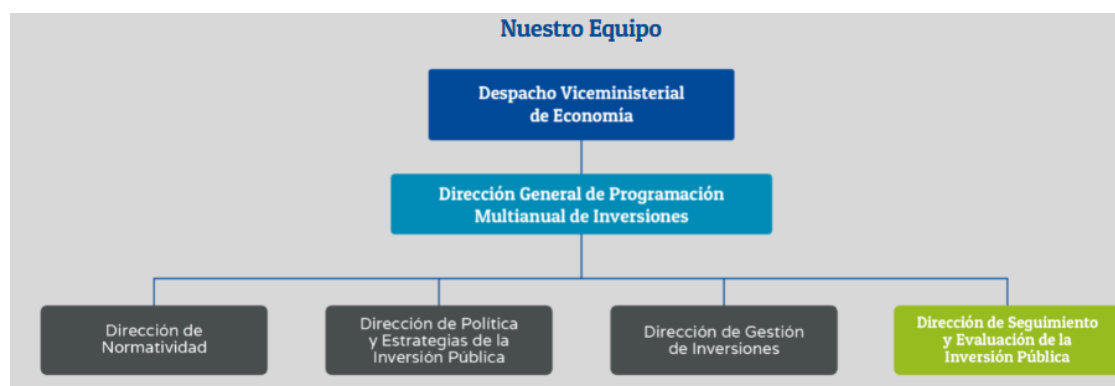 Nuestro Equipo
Despacho Viceministerial
de Economía
Dirección General de Programación
Multianual de Inversiones
Dirección de
Normatividad
Dirección de Política
y Estrategias de la
Inversión Pública
Dirección de Gestión
de Inversiones
Dirección de Seguimiento
y Evaluación de la
Inversión Pública